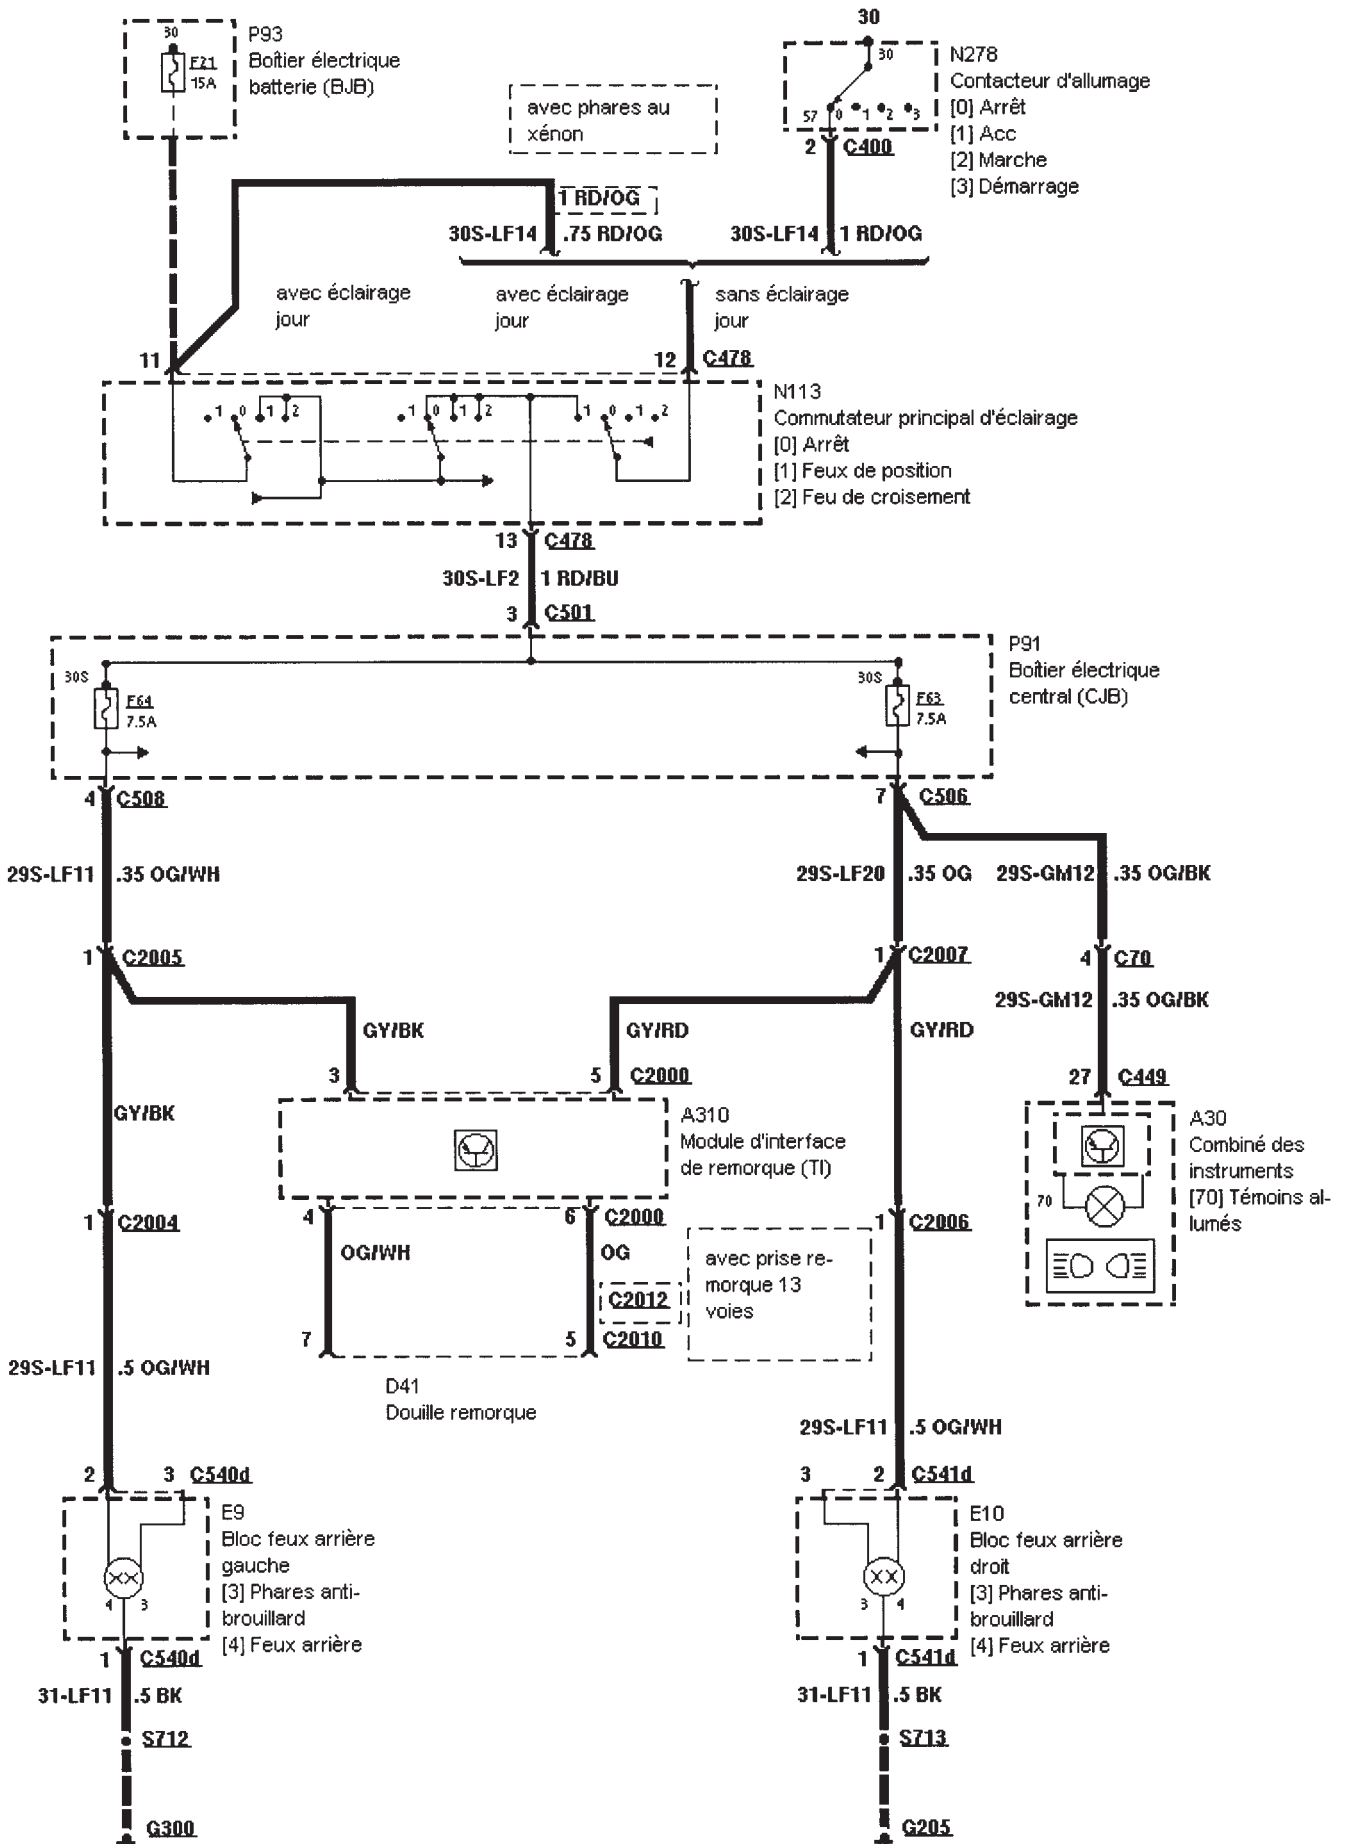 30
F21
15A
P93
Boîtier électrique
batterie (BJB)
avec phares au
xénon
30
30
57 0 1 2 3
2 C400
N278
Contacteur d'allumage
[0] Arrêt
[1] Acc
[2] Marche
[3] Démarrage
1 RD/OG
30S-LF14 .75 RD/OG
30S-LF14 1 RD/OG
avec éclairage
jour
avec éclairage
jour
sans éclairage
jour
11
12 C478
1 0 1 2
1 0 1 2
1 0 1 2
N113
Commutateur principal d'éclairage
[0] Arrêt
[1] Feux de position
[2] Feu de croisement
13 C478
30S-LF2 1 RD/BU
3 C501
P91
Boîtier électrique
central (CJB)
30S
F64
7.5A
30S
F63
7.5A
4 C508
7 C506
29S-LF11 .35 OG/WH
29S-LF20 .35 OG
29S-GM12 .35 OG/BK
1 C2005
1 C2007
4 C70
29S-GM12 .35 OG/BK
GY/BK
GY/RD
GY/RD
3
5 C2000
27 C449
GY/BK
A310
Module d'interface
de remorque (TI)
A30
Combiné des
instruments
[70] Témoins al-
lumés
70
1 C2004
4
6 C2000
1 C2006
OG/WH
OG
avec prise re-
morque 13
voies
C2012
7
5 C2010
29S-LF11 .5 OG/WH
D41
Douille remorque
29S-LF11 .5 OG/WH
2 3 C540d
3 2 C541d
E9
Bloc feux arrière
gauche
[3] Phares anti-
brouillard
[4] Feux arrière
4 3
E10
Bloc feux arrière
droit
[3] Phares anti-
brouillard
[4] Feux arrière
3 4
1 C540d
1 C541d
31-LF11 .5 BK
31-LF11 .5 BK
S712
S713
G300
G205